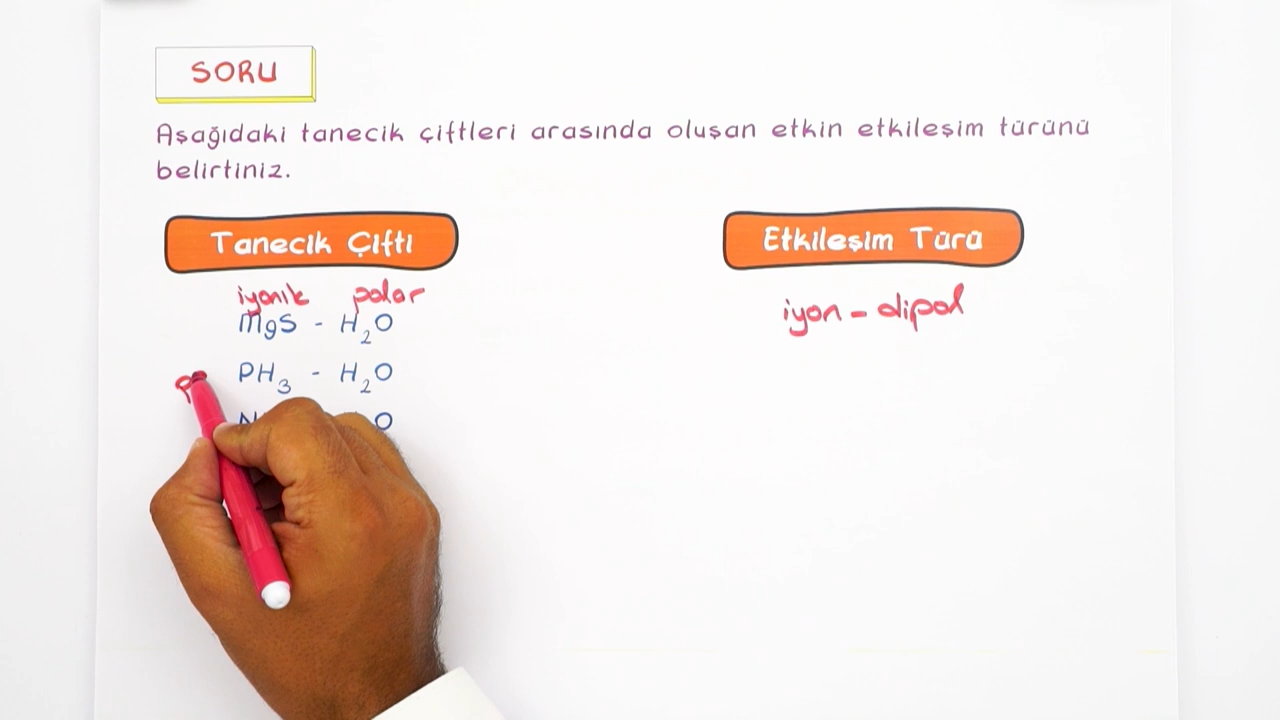 SORU
Aşağıdaki tanecik çiftleri arasında oluşan etkin etkileşim türünü
belirtiniz.
Tanecik Çifti
Etkileşim Türü
iyonik polar
iyon - dipol
MgS - H₂O
PH₃ - H₂O
O